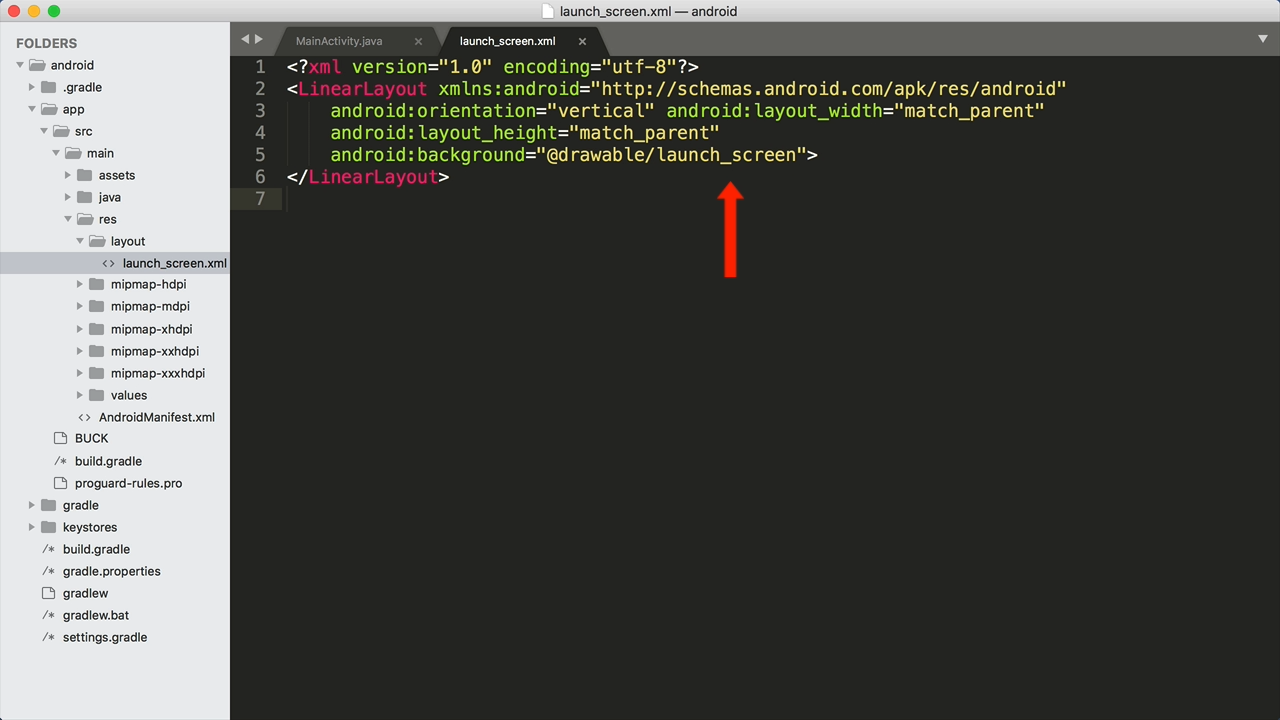 launch_screen.xml — android
FOLDERS
android
.gradle
app
src
main
assets
java
res
layout
<> launch_screen.xml
mipmap-hdpi
mipmap-mdpi
mipmap-xhdpi
mipmap-xxhdpi
mipmap-xxxhdpi
values
<> AndroidManifest.xml
BUCK
/* build.gradle
proguard-rules.pro
gradle
keystores
/* build.gradle
/* gradle.properties
gradlew
/* gradlew.bat
/* settings.gradle
MainActivity.java × launch_screen.xml ×
1 <?xml version="1.0" encoding="utf-8"?>
2 <LinearLayout xmlns:android="http://schemas.android.com/apk/res/android"
3 android:orientation="vertical" android:layout_width="match_parent"
4 android:layout_height="match_parent"
5 android:background="@drawable/launch_screen">
6 </LinearLayout>
7